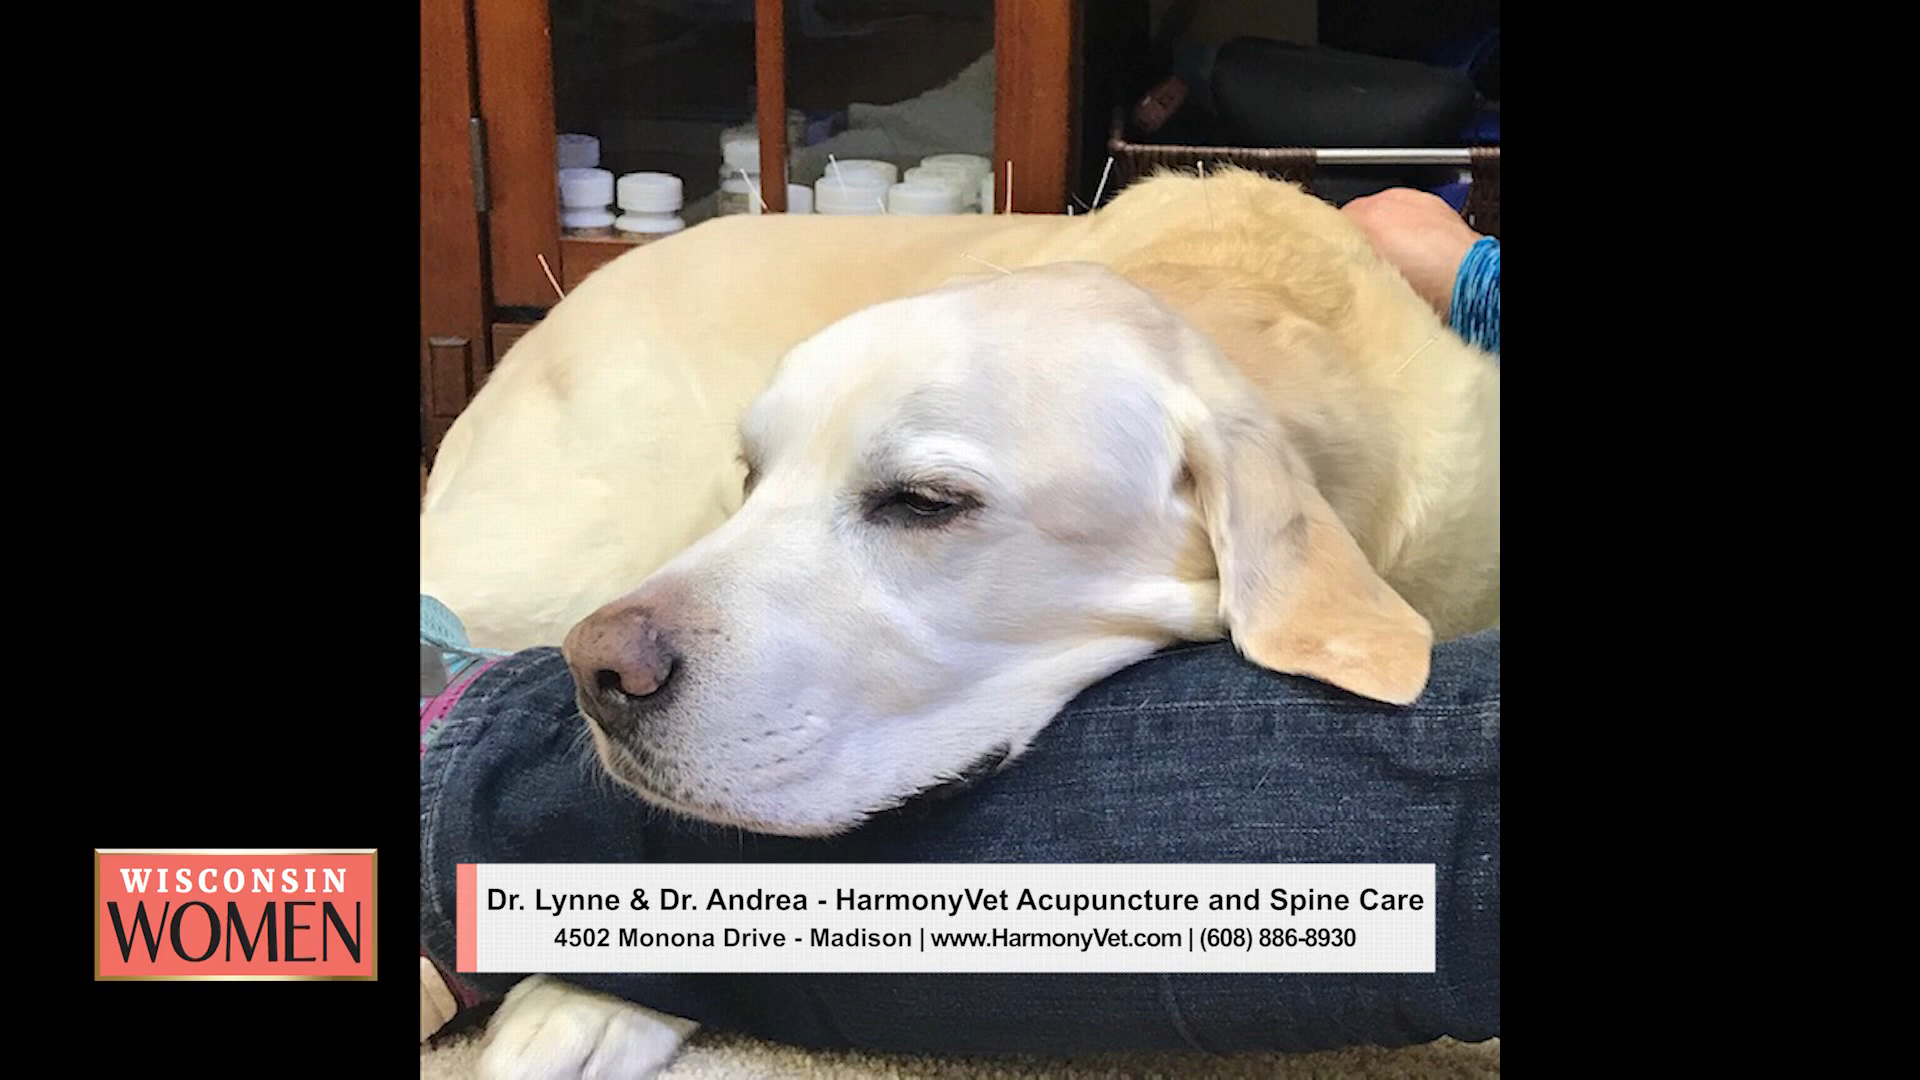 WISCONSIN
WOMEN
Dr. Lynne & Dr. Andrea - HarmonyVet Acupuncture and Spine Care
4502 Monona Drive - Madison | www.HarmonyVet.com | (608) 886-8930